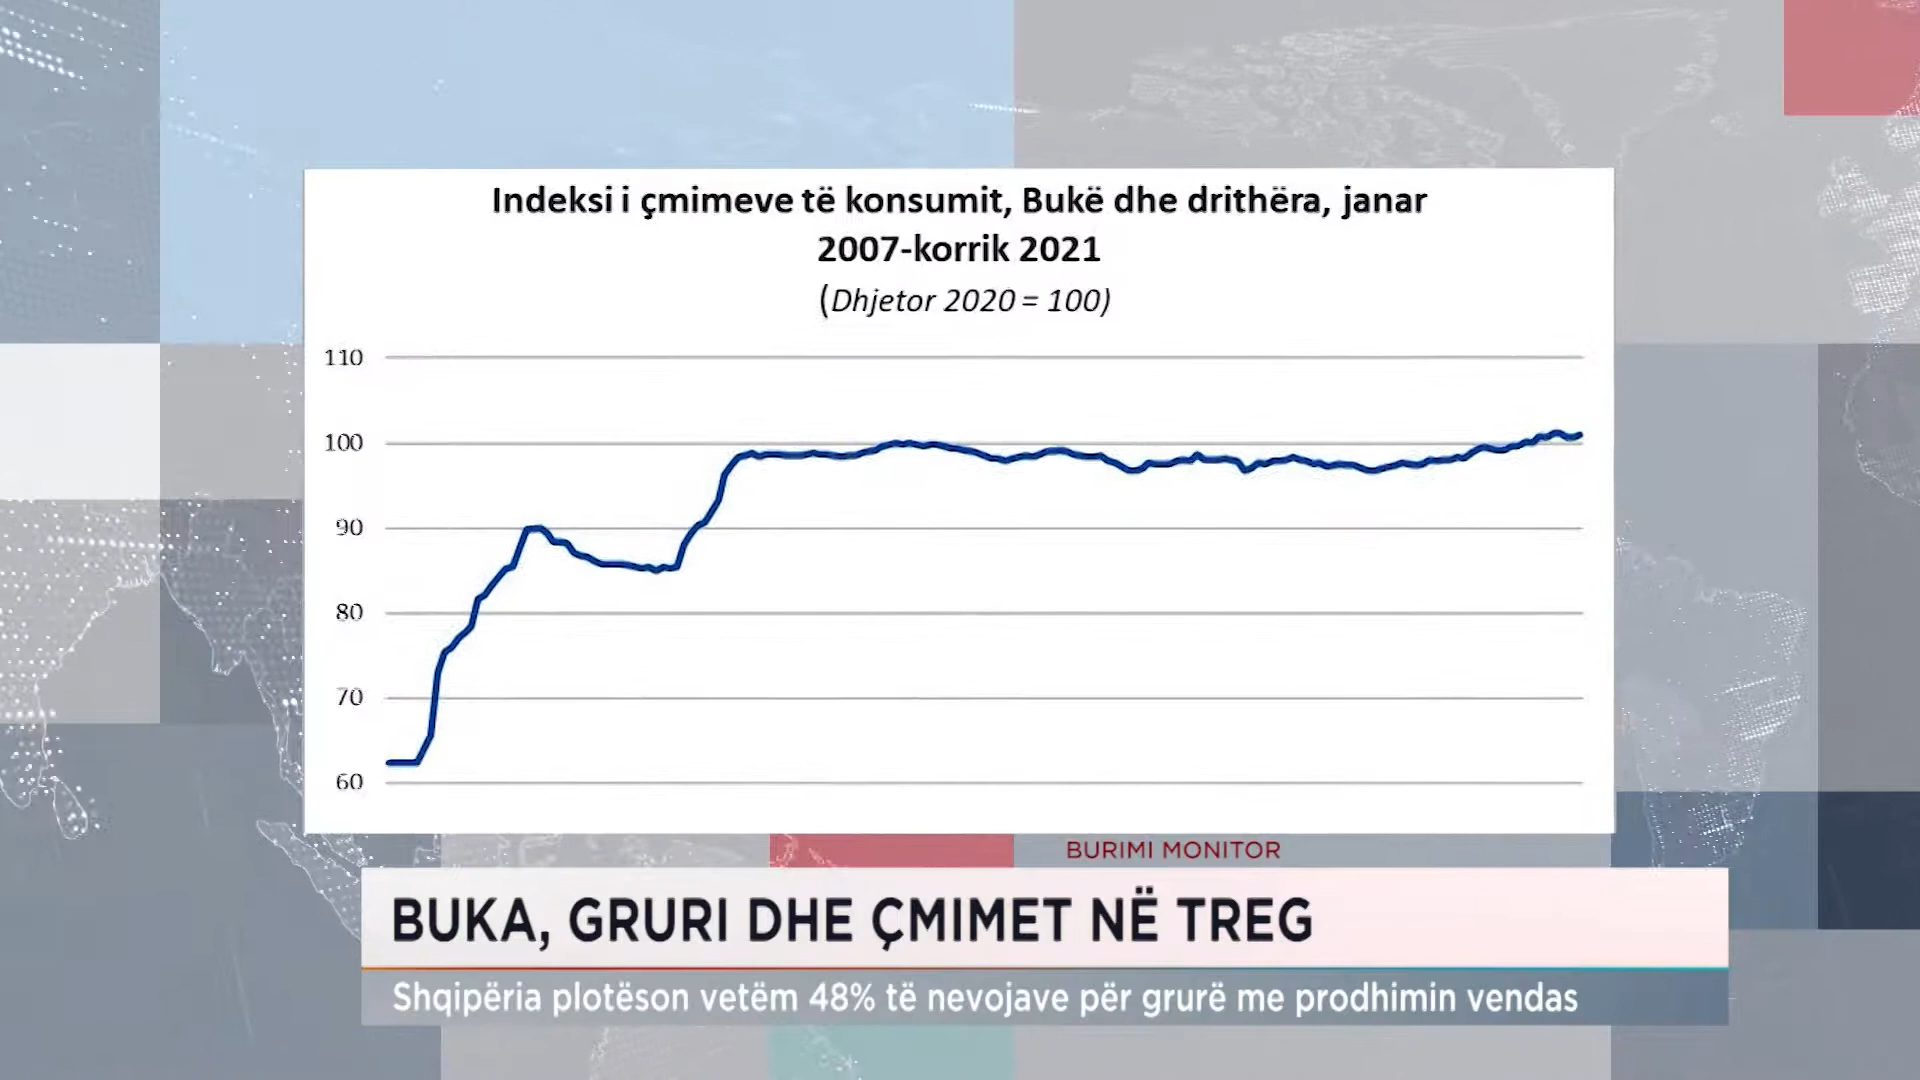 Indeksi i çmimeve të konsumit, Bukë dhe drithëra, janar
2007-korrik 2021
(Dhjetor 2020 = 100)
110
100
90
80
70
60
BURIMI MONITOR
BUKA, GRURI DHE ÇMIMET NË TREG
Shqipëria plotëson vetëm 48% të nevojave për grurë me prodhimin vendas